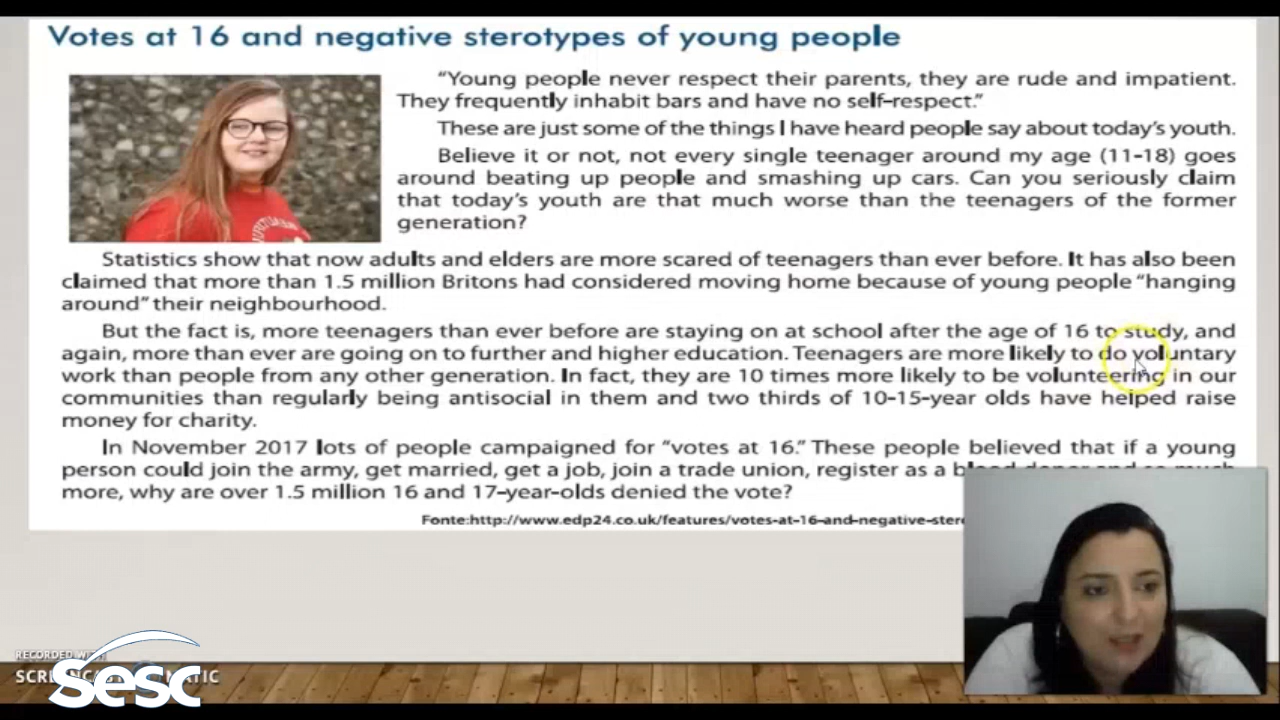 Votes at 16 and negative sterotypes of young people
“Young people never respect their parents, they are rude and impatient.
They frequently inhabit bars and have no self-respect.”
These are just some of the things I have heard people say about today’s youth.
Believe it or not, not every single teenager around my age (11-18) goes
around beating up people and smashing up cars. Can you seriously claim
that today’s youth are that much worse than the teenagers of the former
generation?
Statistics show that now adults and elders are more scared of teenagers than ever before. It has also been
claimed that more than 1.5 million Britons had considered moving home because of young people “hanging
around” their neighbourhood.
But the fact is, more teenagers than ever before are staying on at school after the age of 16 to study, and
again, more than ever are going on to further and higher education. Teenagers are more likely to do voluntary
work than people from any other generation. In fact, they are 10 times more likely to be volunteering in our
communities than regularly being antisocial in them and two thirds of 10-15-year olds have helped raise
money for charity.
In November 2017 lots of people campaigned for “votes at 16.” These people believed that if a young
person could join the army, get married, get a job, join a trade union, register as a blood donor and so much
more, why are over 1.5 million 16 and 17-year-olds denied the vote?
Fonte:http://www.edp24.co.uk/features/votes-at-16-and-negative-ster
RECORDED WITH
Sesc